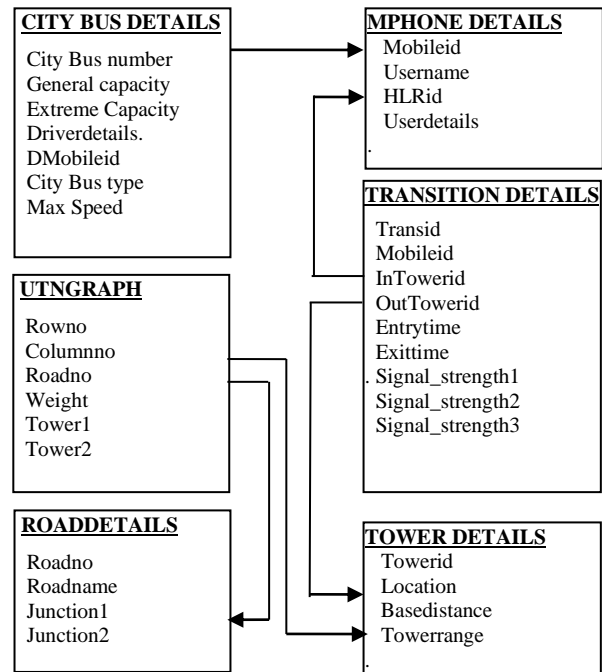 CITY BUS DETAILS
City Bus number
General capacity
Extreme Capacity
Driverdetails.
DMobileid
City Bus type
Max Speed
MPHONE DETAILS
Mobileid
Username
HLRid
Userdetails
.
TRANSITION DETAILS
Transid
Mobileid
InTowerid
OutTowerid
Entrytime
Exittime
. Signal_strength1
Signal_strength2
Signal_strength3
UTNGRAPH
Rowno
Columnno
Roadno
Weight
Tower1
Tower2
ROADDETAILS
Roadno
Roadname
Junction1
Junction2
TOWER DETAILS
Towerid
Location
Basedistance
Towerrange
.